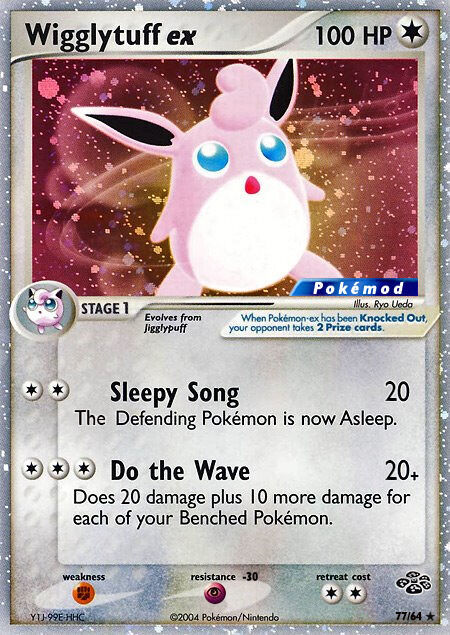 Wigglytuff ex 100 HP
Pokémod
Illus. Ryo Ueda
STAGE 1
Evolves from
Jigglypuff
When Pokémon-ex has been Knocked Out,
your opponent takes 2 Prize cards.
Sleepy Song 20
The Defending Pokémon is now Asleep.
Do the Wave 20+
Does 20 damage plus 10 more damage for
each of your Benched Pokémon.
weakness resistance -30 retreat cost
YTJ-99E-HHC
©2004 Pokémon/Nintendo
77/64